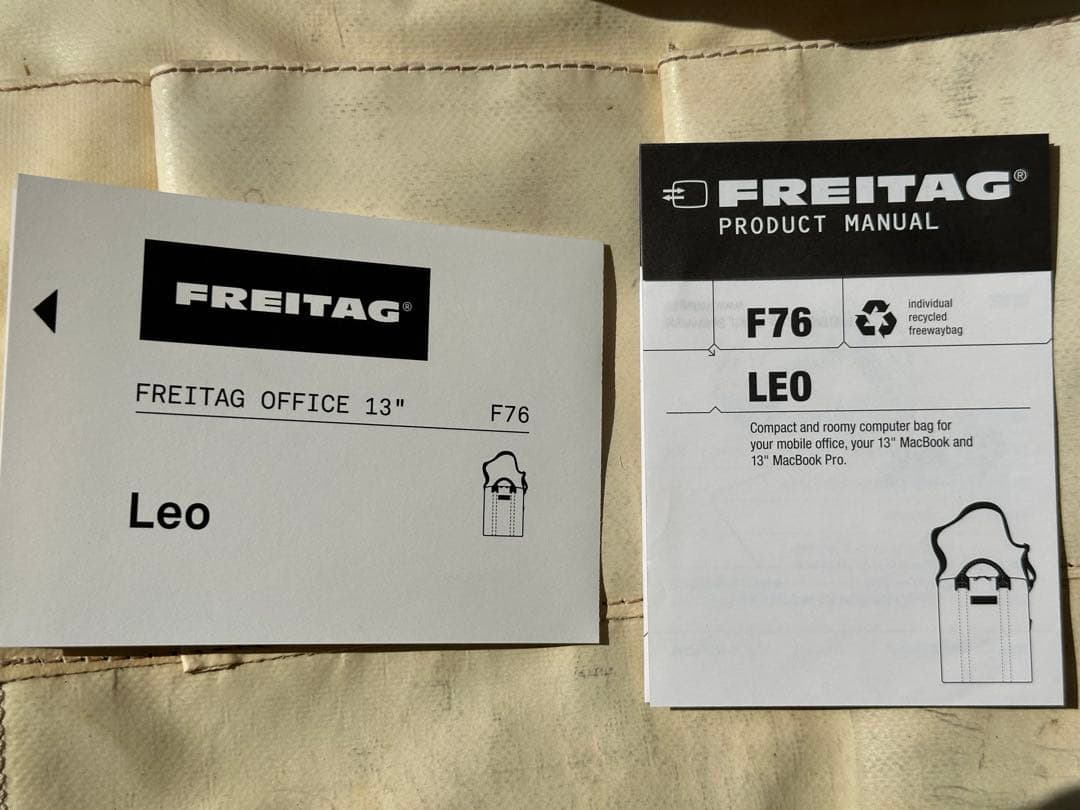 FREITAG®
FREITAG OFFICE 13" F76
Leo
FREITAG®
PRODUCT MANUAL
F76
individual
recycled
freewaybag
LEO
Compact and roomy computer bag for
your mobile office, your 13" MacBook and
13" MacBook Pro.